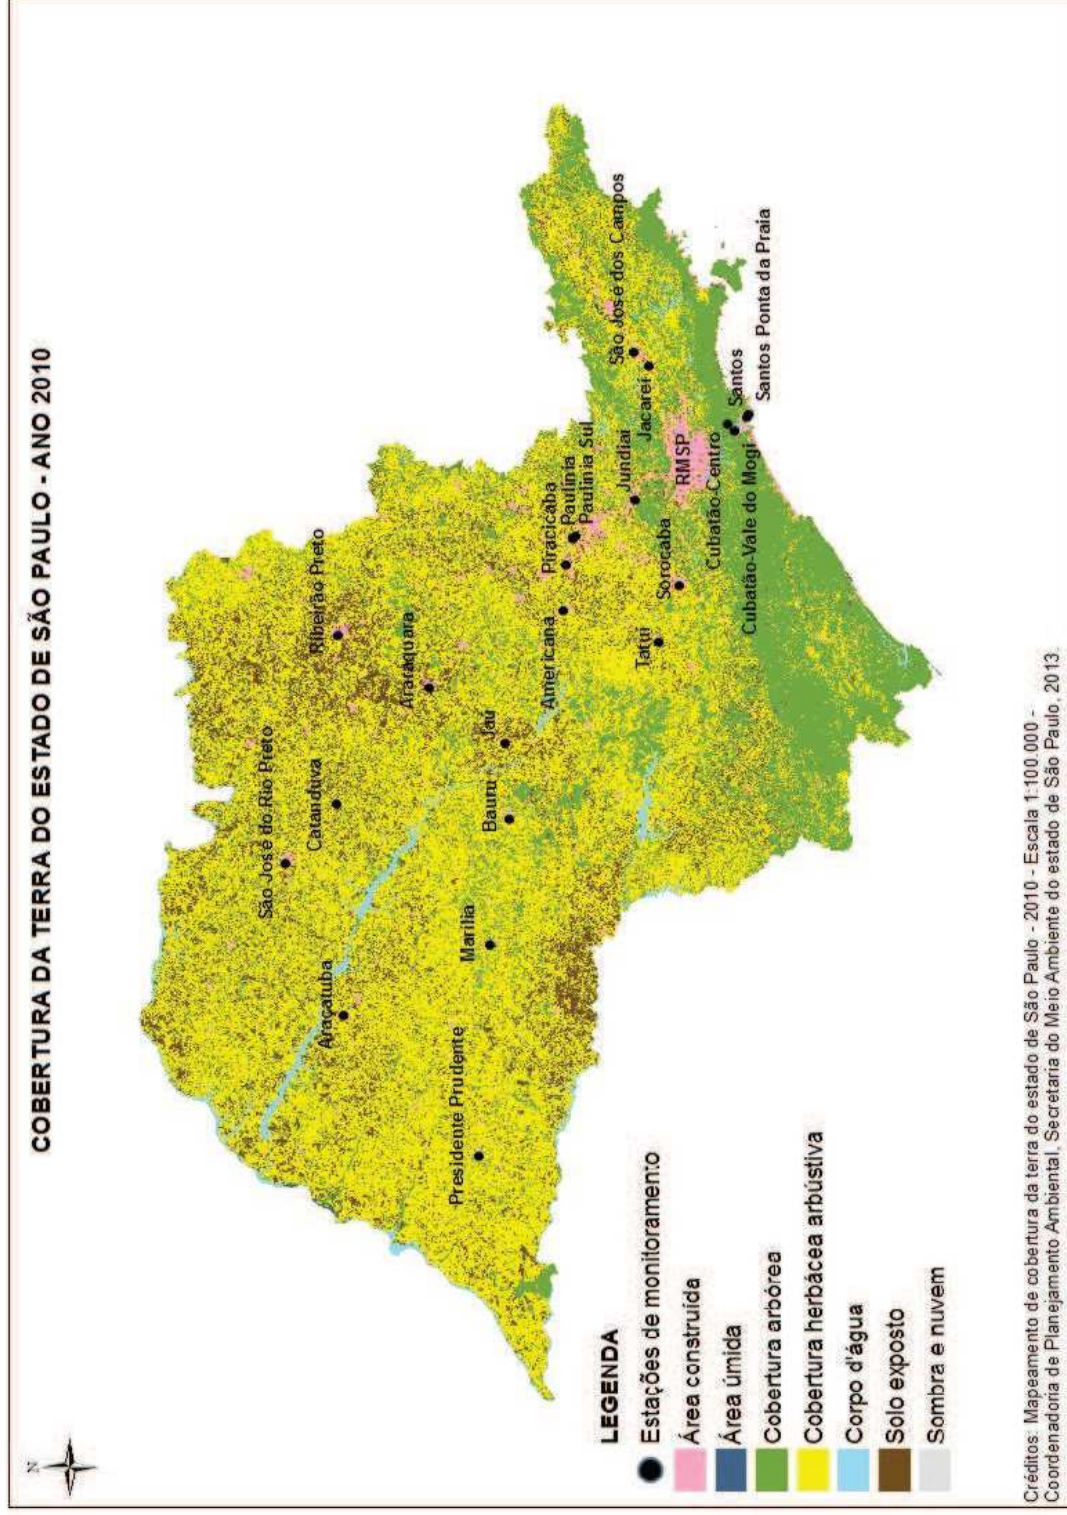 COBERTURA DA TERRA DO ESTADO DE SÃO PAULO - ANO 2010
N
São José do Rio Preto
Ribeirão Preto
Catanduva
Araçatuba
Araraquara
Jaú
Bauru
Marília
Presidente Prudente
Americana
Piracicaba
Paulínia
Paulínia Sul
Jundiaí
São José dos Campos
Jacareí
Tatuí
Sorocaba
RMSP
Cubatão-Centro
Santos
Cubatão-Vale do Mogi
Santos Ponta da Praia
LEGENDA
Estações de monitoramento
Área construída
Área úmida
Cobertura arbórea
Cobertura herbácea arbústiva
Corpo d'água
Solo exposto
Sombra e nuvem
Créditos: Mapeamento de cobertura da terra do estado de São Paulo - 2010 - Escala 1:100.000 -
Coordenadoria de Planejamento Ambiental, Secretaria do Meio Ambiente do estado de São Paulo, 2013.